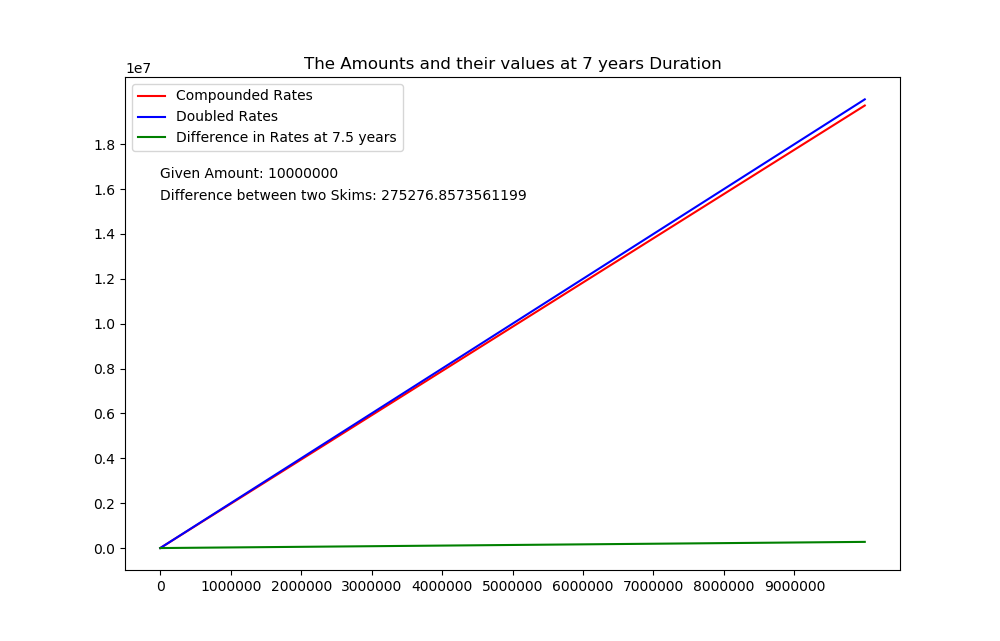 The Amounts and their values at 7 years Duration
1e7
Compounded Rates
Doubled Rates
Difference in Rates at 7.5 years
Given Amount: 10000000
Difference between two Skims: 275276.8573561199
1.8
1.6
1.4
1.2
1.0
0.8
0.6
0.4
0.2
0.0
0 1000000 2000000 3000000 4000000 5000000 6000000 7000000 8000000 9000000